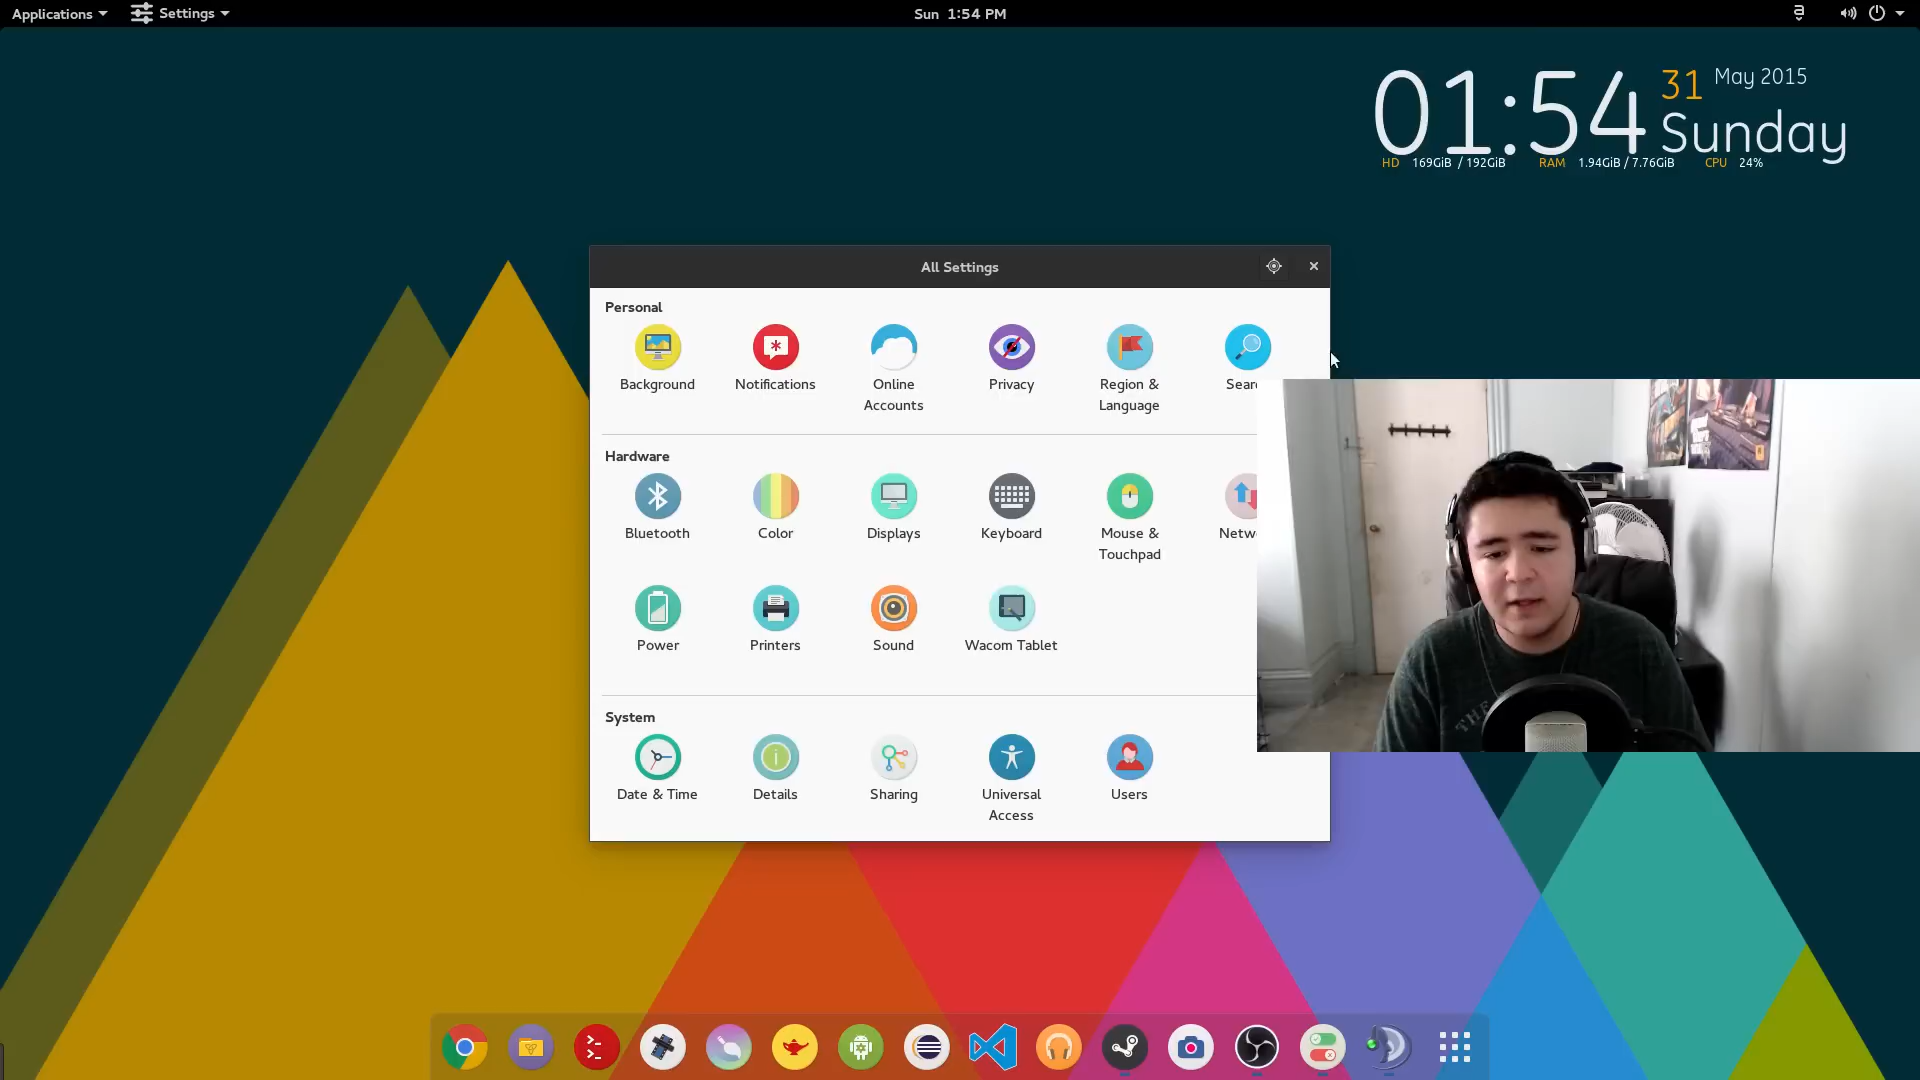 Applications
Settings
Sun 1:54 PM
01:54
31 May 2015
Sunday
HD 169GiB / 192GiB RAM 1.94GiB / 7.76GiB CPU 24%
All Settings
Personal
Background
Notifications
Online
Accounts
Privacy
Region &
Language
Hardware
Bluetooth
Color
Displays
Keyboard
Mouse &
Touchpad
Power
Printers
Sound
Wacom Tablet
System
Date & Time
Details
Sharing
Universal
Access
Users
THE